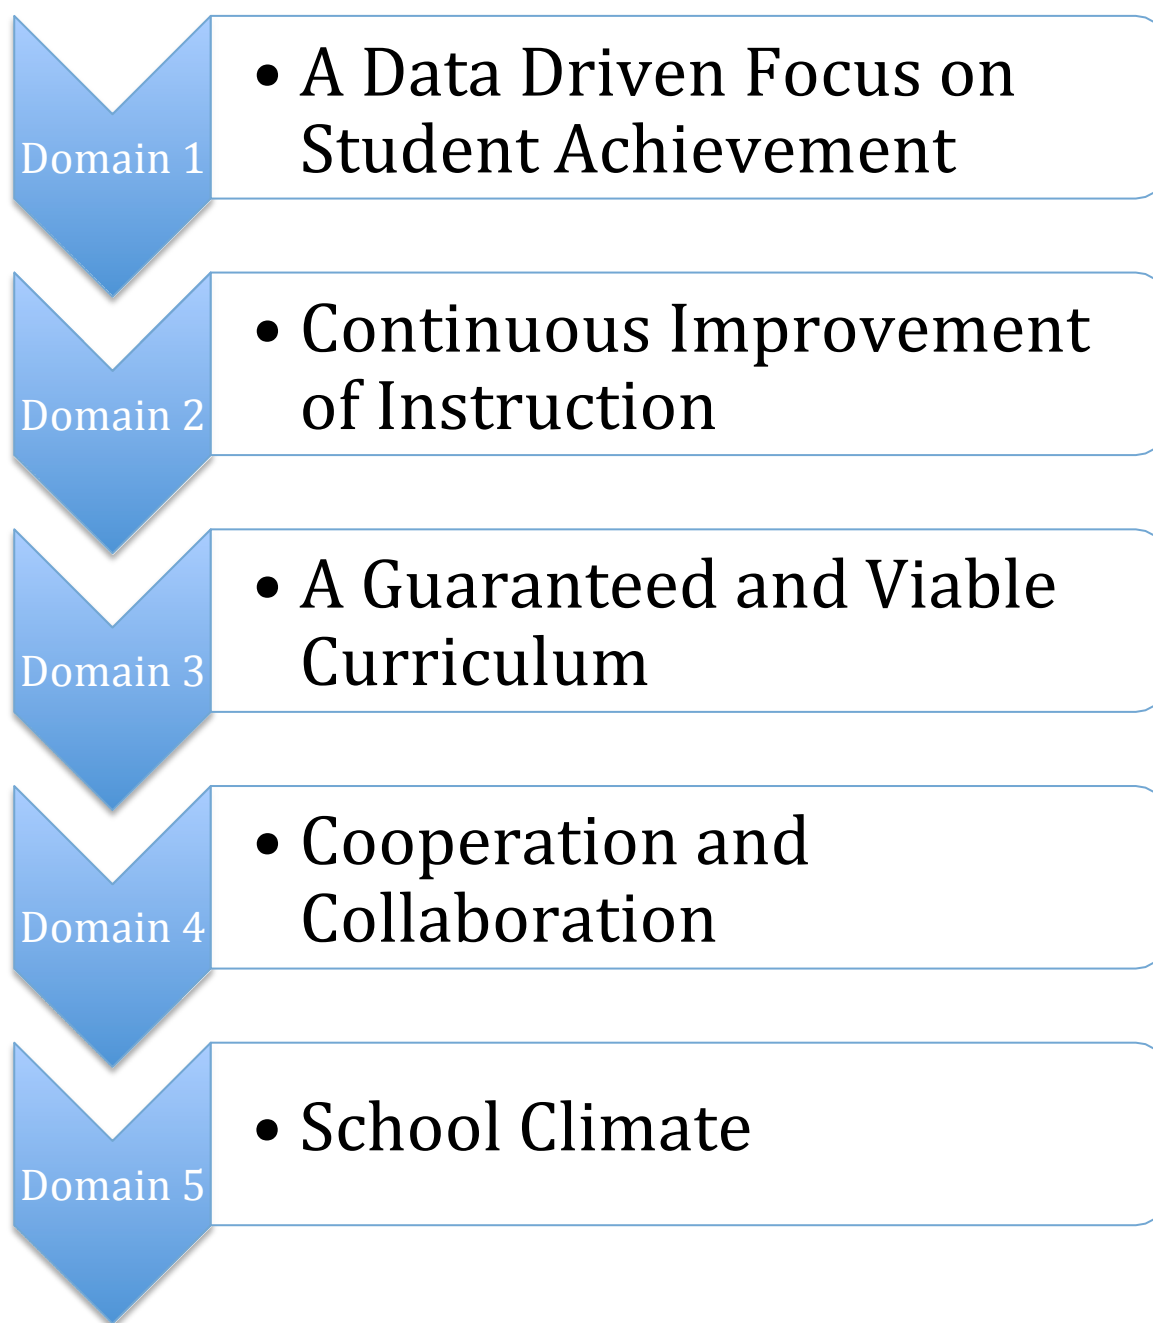 Domain 1
• A Data Driven Focus on
Student Achievement
Domain 2
• Continuous Improvement
of Instruction
Domain 3
• A Guaranteed and Viable
Curriculum
Domain 4
• Cooperation and
Collaboration
Domain 5
• School Climate